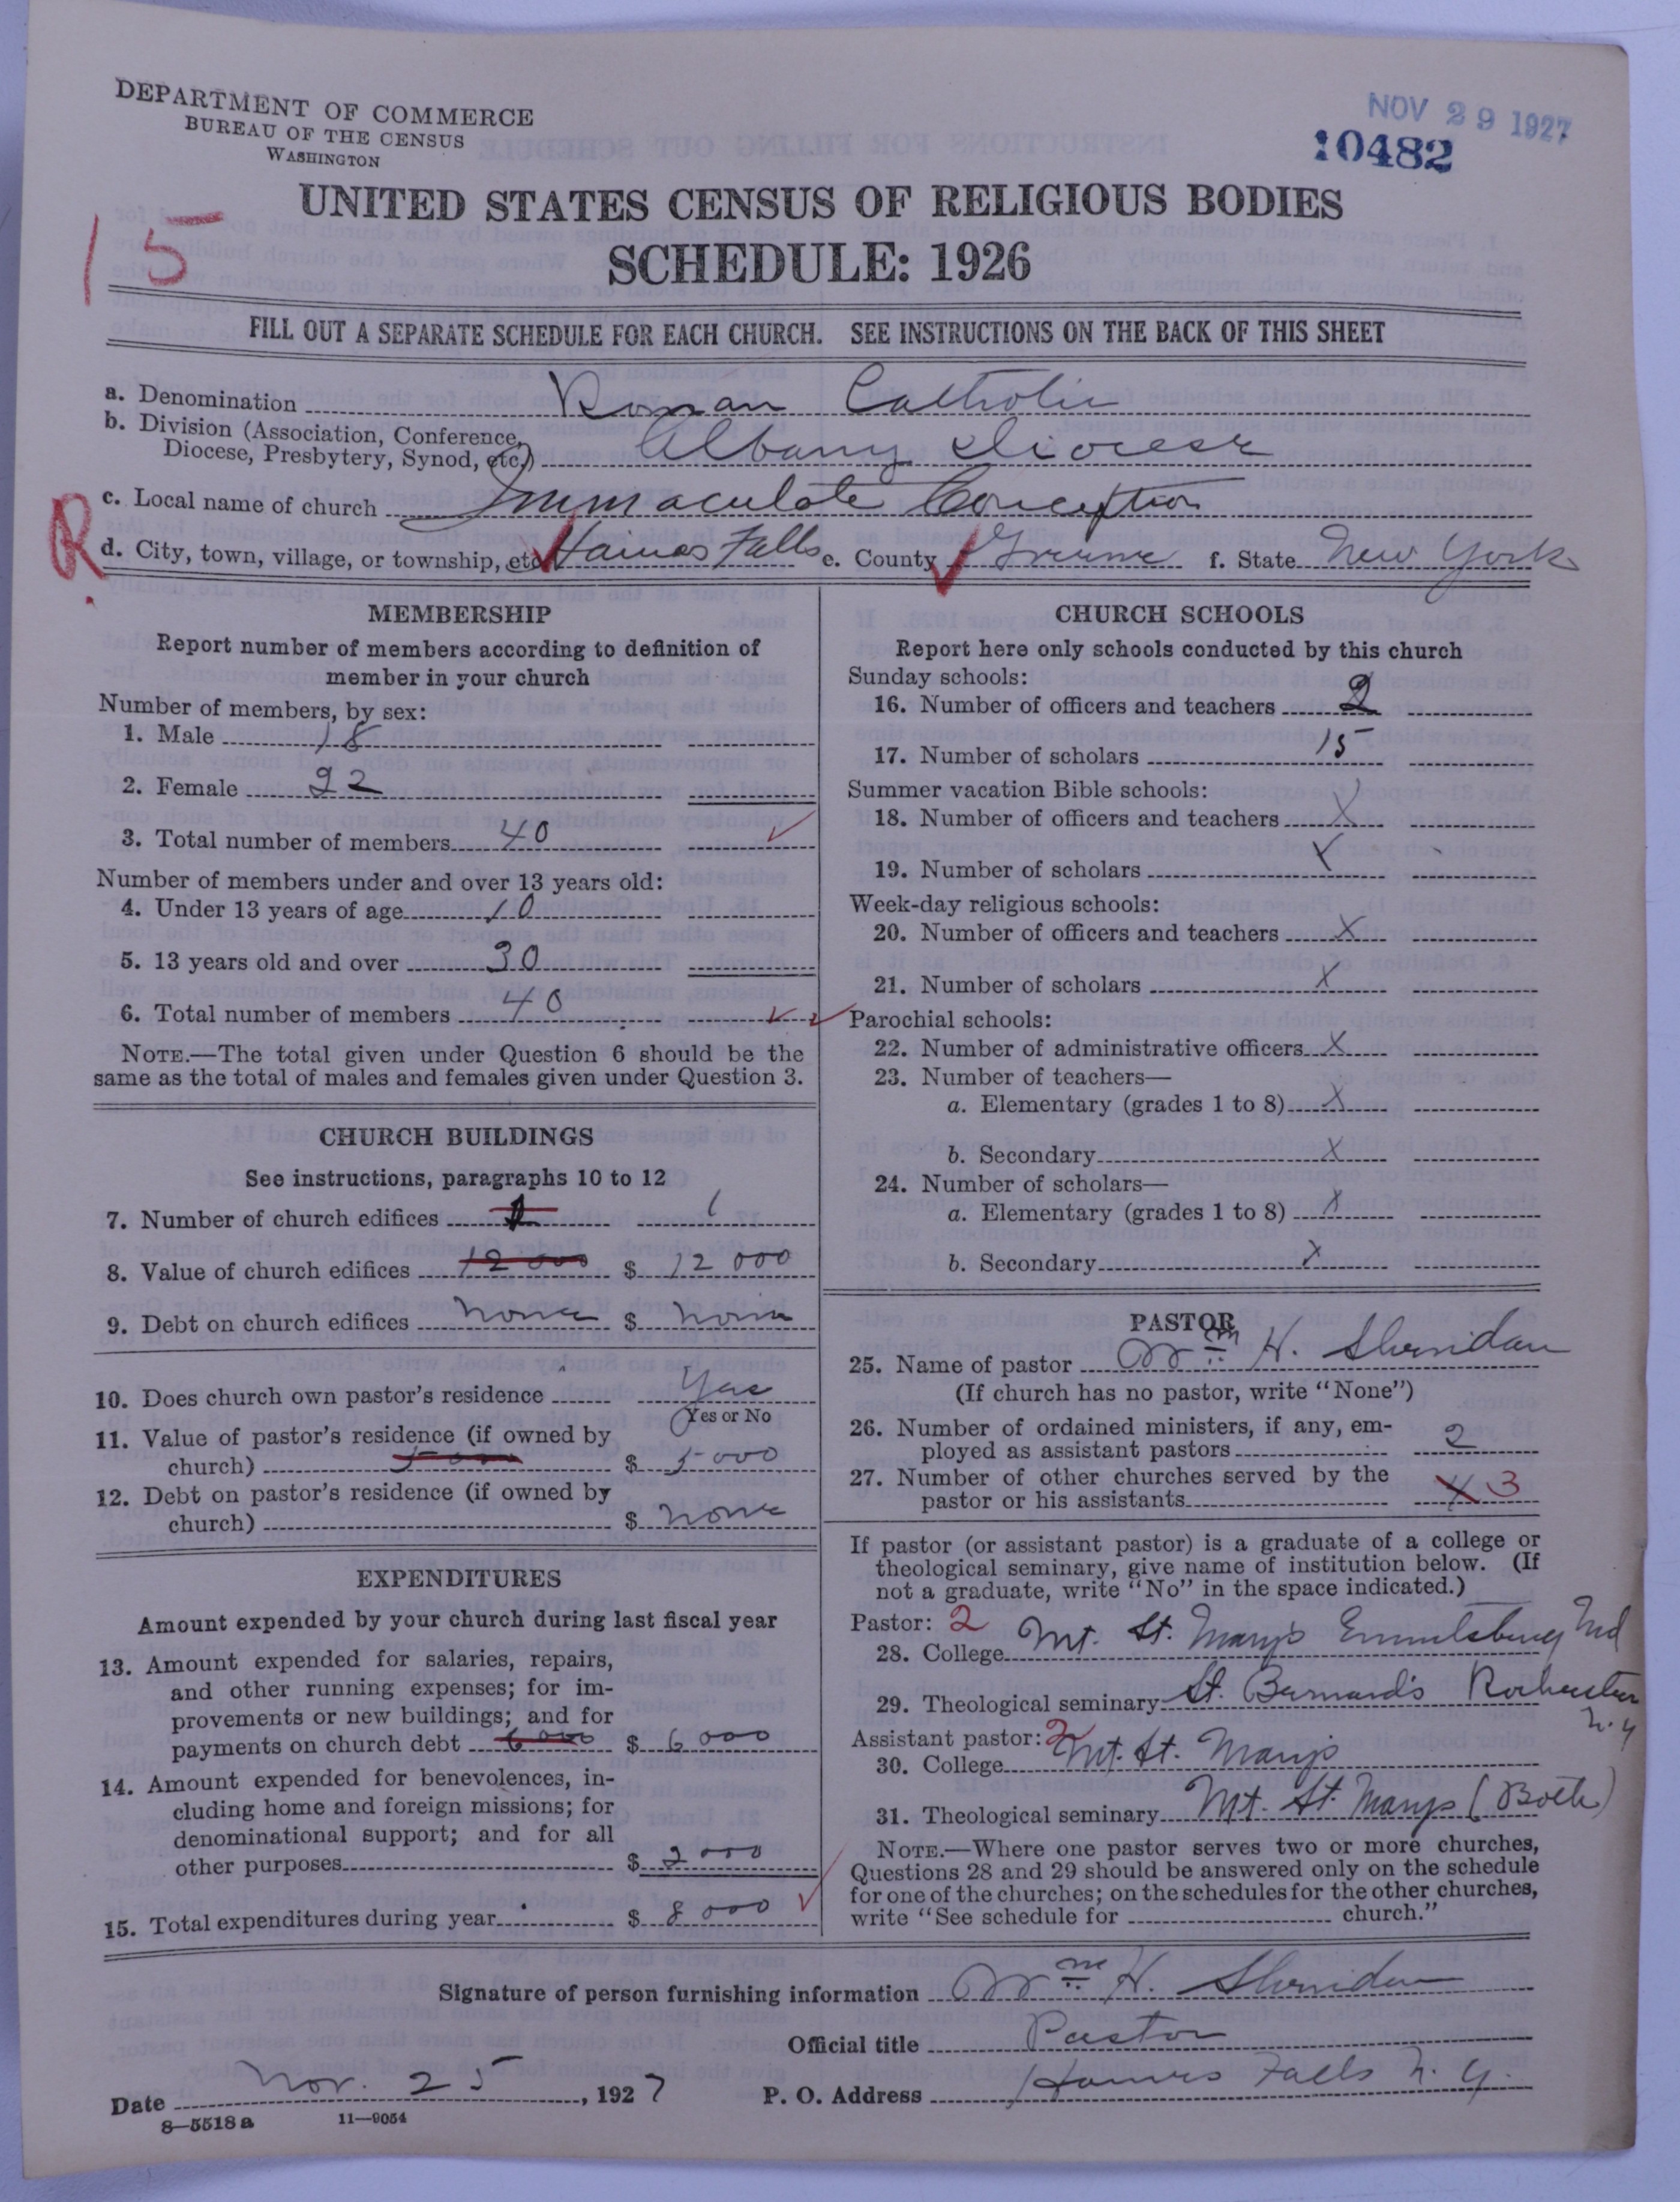 DEPARTMENT OF COMMERCE
BUREAU OF THE CENSUS
WASHINGTON
NOV 29 1927
10482
UNITED STATES CENSUS OF RELIGIOUS BODIES
SCHEDULE: 1926
15
FILL OUT A SEPARATE SCHEDULE FOR EACH CHURCH. SEE INSTRUCTIONS ON THE BACK OF THIS SHEET
a. Denomination Roman Catholic
b. Division (Association, Conference,
Diocese, Presbytery, Synod, etc.) Albany Diocese
c. Local name of church Immaculate Conception
R.
d. City, town, village, or township, etc. Haines Falls e. County Greene f. State New York
MEMBERSHIP
Report number of members according to definition of
member in your church
Number of members, by sex:
1. Male 18
2. Female 22
3. Total number of members 40
Number of members under and over 13 years old:
4. Under 13 years of age 10
5. 13 years old and over 30
6. Total number of members 40
NOTE.—The total given under Question 6 should be the
same as the total of males and females given under Question 3.
CHURCH BUILDINGS
See instructions, paragraphs 10 to 12
7. Number of church edifices 1 1
8. Value of church edifices 12 000 $ 12 000
9. Debt on church edifices none $ none
10. Does church own pastor's residence Yes
Yes or No
11. Value of pastor's residence (if owned by
church) 5000 $ 5000
12. Debt on pastor's residence (if owned by
church) $ none
EXPENDITURES
Amount expended by your church during last fiscal year
13. Amount expended for salaries, repairs,
and other running expenses; for im-
provements or new buildings; and for
payments on church debt 6000 $ 6000
14. Amount expended for benevolences, in-
cluding home and foreign missions; for
denominational support; and for all
other purposes $ 2000
15. Total expenditures during year $ 8000
CHURCH SCHOOLS
Report here only schools conducted by this church
Sunday schools:
16. Number of officers and teachers 2
17. Number of scholars 15
Summer vacation Bible schools:
18. Number of officers and teachers X
19. Number of scholars X
Week-day religious schools:
20. Number of officers and teachers X
21. Number of scholars X
Parochial schools:
22. Number of administrative officers X
23. Number of teachers—
a. Elementary (grades 1 to 8) X
b. Secondary X
24. Number of scholars—
a. Elementary (grades 1 to 8) X
b. Secondary X
PASTOR
25. Name of pastor Wm H. Sheridan
(If church has no pastor, write "None")
26. Number of ordained ministers, if any, em-
ployed as assistant pastors 2
27. Number of other churches served by the
pastor or his assistants 3
If pastor (or assistant pastor) is a graduate of a college or
theological seminary, give name of institution below. (If
not a graduate, write "No" in the space indicated.)
Pastor: 2
28. College Mt. St. Mary's Emmitsburg Md
29. Theological seminary St. Bernard's Rochester
N.Y
Assistant pastor: 2
30. College Mt. St. Mary's
31. Theological seminary Mt. St. Marys (Both)
NOTE.—Where one pastor serves two or more churches,
Questions 28 and 29 should be answered only on the schedule
for one of the churches; on the schedules for the other churches,
write "See schedule for church."
Signature of person furnishing information Wm H. Sheridan
Official title Pastor
Date Nov. 25, 1927 P. O. Address Haines Falls N.Y.
8—5518a 11—9054